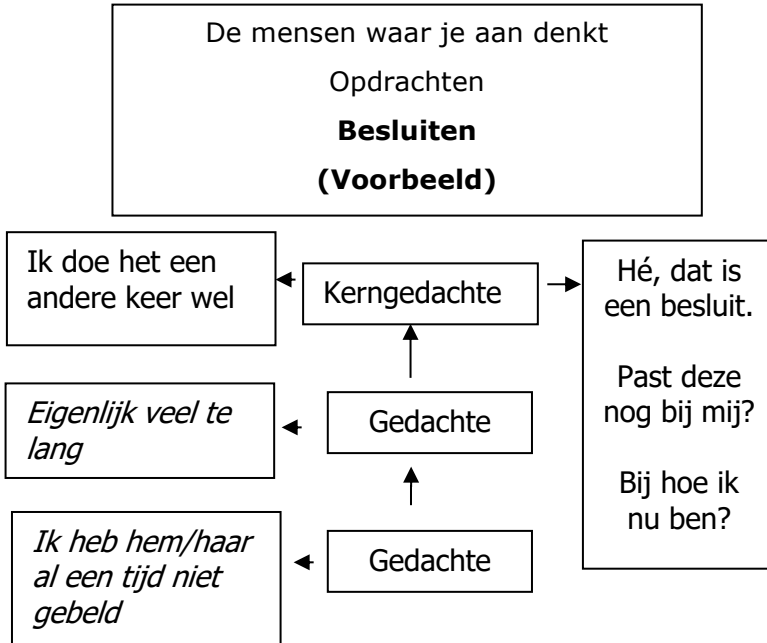 De mensen waar je aan denkt
Opdrachten
Besluiten
(Voorbeeld)
Ik doe het een
andere keer wel
Kerngedachte
Hé, dat is
een besluit.
Past deze
nog bij mij?
Bij hoe ik
nu ben?
Eigenlijk veel te
lang
Gedachte
Ik heb hem/haar
al een tijd niet
gebeld
Gedachte